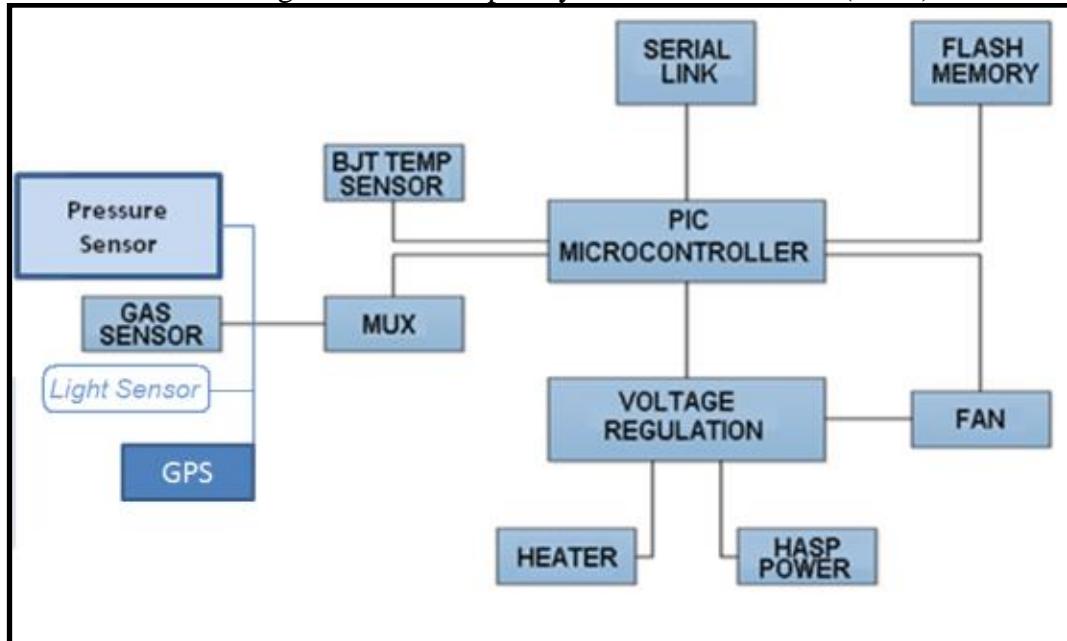 SERIAL
LINK
FLASH
MEMORY
BJT TEMP
SENSOR
Pressure
Sensor
PIC
MICROCONTROLLER
GAS
SENSOR
MUX
Light Sensor
VOLTAGE
REGULATION
FAN
GPS
HEATER
HASP
POWER